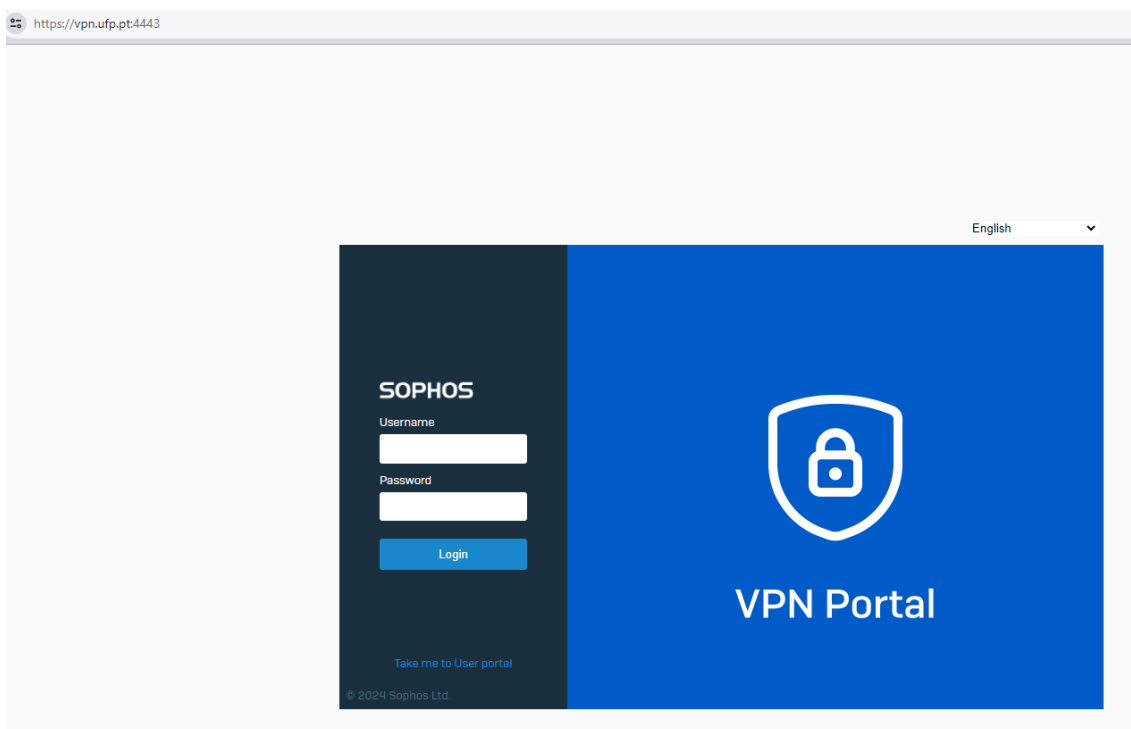 https://vpn.ufp.pt:4443
English
SOPHOS
Username
Password
Login
VPN Portal
Take me to User portal
© 2024 Sophos Ltd.